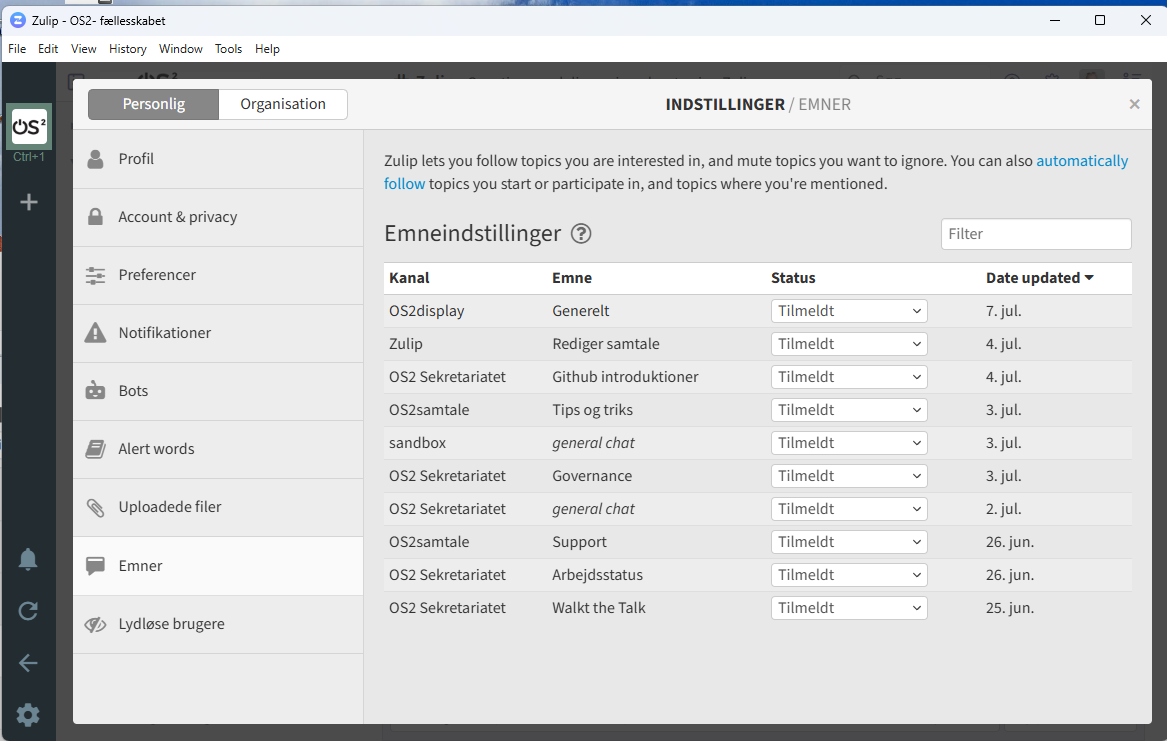 Zulip - OS2- fællesskabet
File Edit View History Window Tools Help
OS²
Ctrl+1
Personlig Organisation
INDSTILLINGER / EMNER
Profil
Account & privacy
Preferencer
Notifikationer
Bots
Alert words
Uploadede filer
Emner
Lydløse brugere
Zulip lets you follow topics you are interested in, and mute topics you want to ignore. You can also automatically
follow topics you start or participate in, and topics where you're mentioned.
Emneindstillinger ?
Filter
Kanal Emne Status Date updated
OS2display Generelt Tilmeldt 7. jul.
Zulip Rediger samtale Tilmeldt 4. jul.
OS2 Sekretariatet Github introduktioner Tilmeldt 4. jul.
OS2samtale Tips og triks Tilmeldt 3. jul.
sandbox general chat Tilmeldt 3. jul.
OS2 Sekretariatet Governance Tilmeldt 3. jul.
OS2 Sekretariatet general chat Tilmeldt 2. jul.
OS2samtale Support Tilmeldt 26. jun.
OS2 Sekretariatet Arbejdsstatus Tilmeldt 26. jun.
OS2 Sekretariatet Walkt the Talk Tilmeldt 25. jun.